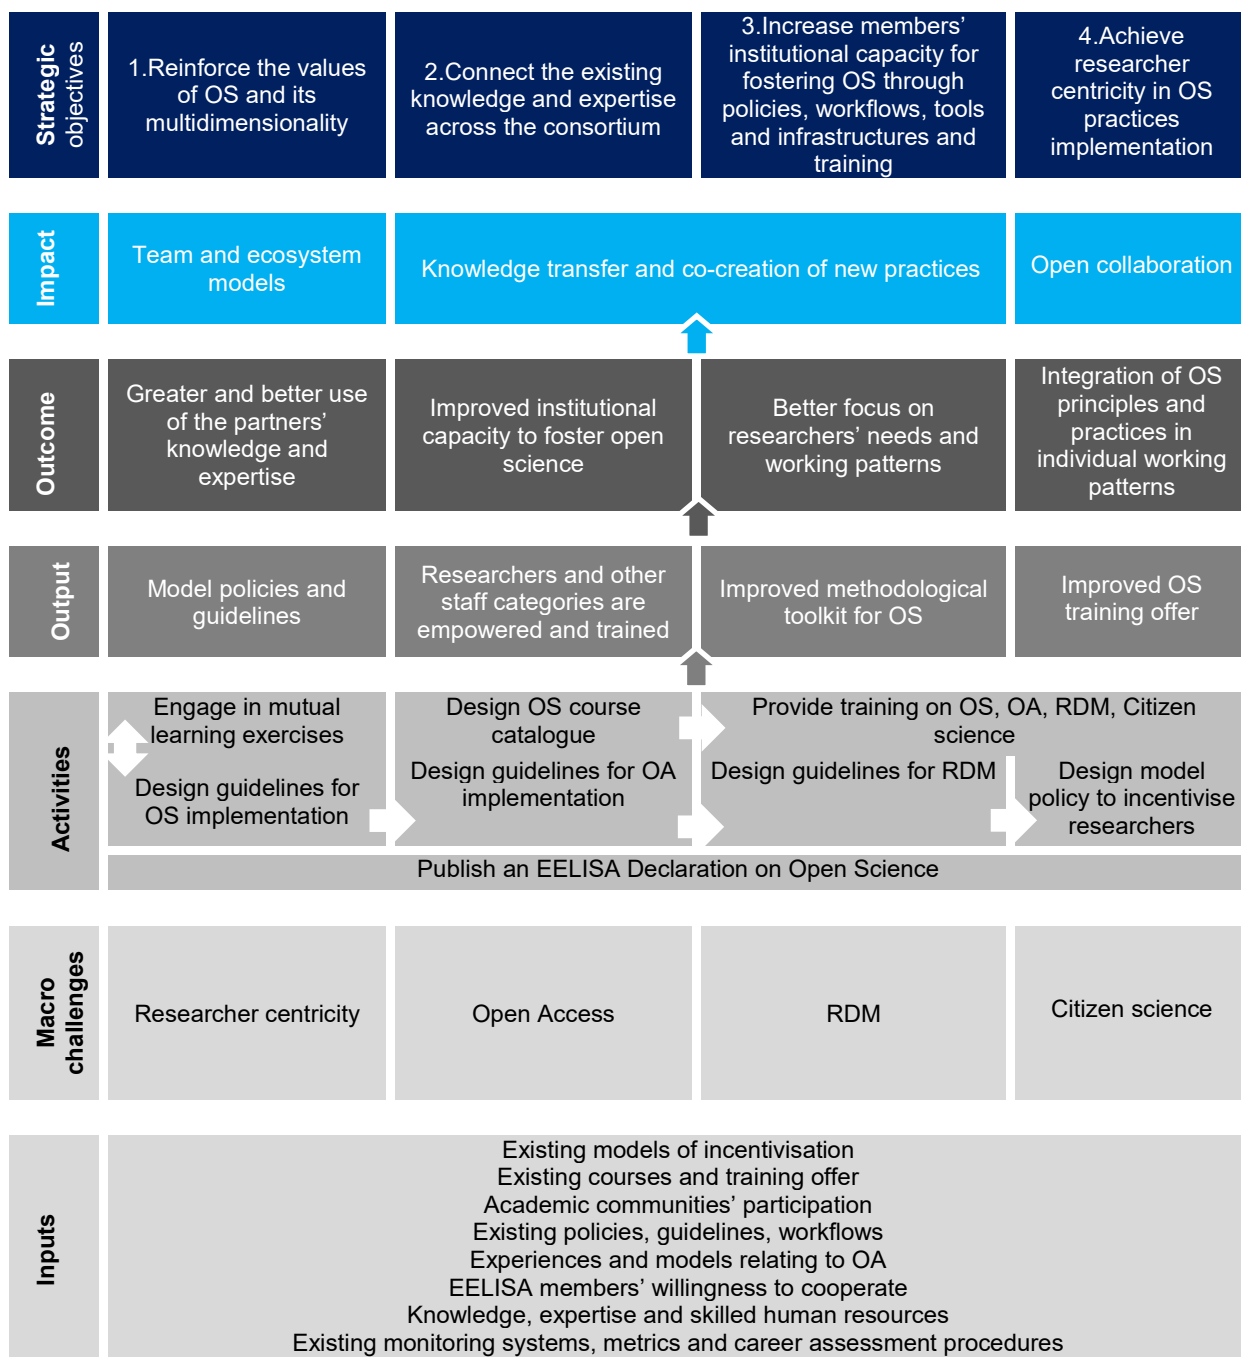 Strategic
objectives
1.Reinforce the values
of OS and its
multidimensionality
2.Connect the existing
knowledge and expertise
across the consortium
3.Increase members’
institutional capacity for
fostering OS through
policies, workflows, tools
and infrastructures and
training
4.Achieve
researcher
centricity in OS
practices
implementation
Impact
Team and ecosystem
models
Knowledge transfer and co-creation of new practices
Open collaboration
Outcome
Greater and better use
of the partners’
knowledge and
expertise
Improved institutional
capacity to foster open
science
Better focus on
researchers’ needs and
working patterns
Integration of OS
principles and
practices in
individual working
patterns
Output
Model policies and
guidelines
Researchers and other
staff categories are
empowered and trained
Improved methodological
toolkit for OS
Improved OS
training offer
Activities
Engage in mutual
learning exercises
Design OS course
catalogue
Provide training on OS, OA, RDM, Citizen
science
Design guidelines for
OS implementation
Design guidelines for OA
implementation
Design guidelines for RDM
Design model
policy to incentivise
researchers
Publish an EELISA Declaration on Open Science
Macro
challenges
Researcher centricity
Open Access
RDM
Citizen science
Inputs
Existing models of incentivisation
Existing courses and training offer
Academic communities’ participation
Existing policies, guidelines, workflows
Experiences and models relating to OA
EELISA members’ willingness to cooperate
Knowledge, expertise and skilled human resources
Existing monitoring systems, metrics and career assessment procedures